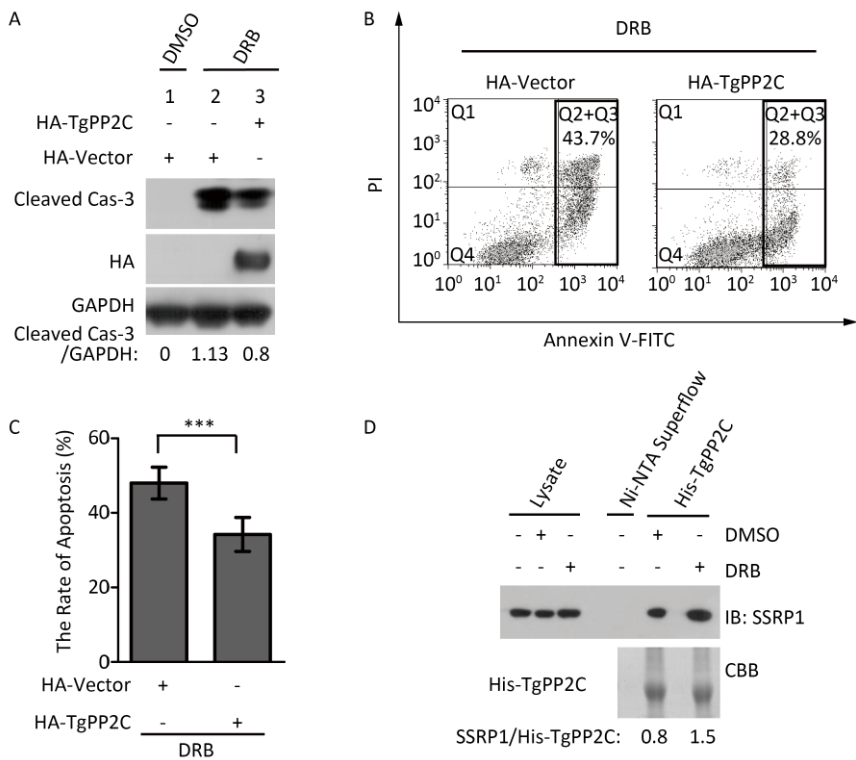 A
DMSO DRB
1 2 3
HA-TgPP2C - - +
HA-Vector + + -
Cleaved Cas-3
HA
GAPDH
Cleaved Cas-3
/GAPDH: 0 1.13 0.8
B
DRB
HA-Vector HA-TgPP2C
10⁴ Q1 Q2+Q3 Q1 Q2+Q3
43.7% 28.8%
10³
10²
10¹
10⁰ Q4 Q4
10⁰ 10¹ 10² 10³ 10⁴ 10⁰ 10¹ 10² 10³ 10⁴
PI
Annexin V-FITC
C
The Rate of Apoptosis (%)
***
60
40
20
0
HA-Vector + -
HA-TgPP2C - +
DRB
D
Lysate Ni-NTA Superflow His-TgPP2C
- + - - + DMSO
- - + - + DRB
IB: SSRP1
His-TgPP2C CBB
SSRP1/His-TgPP2C: 0.8 1.5